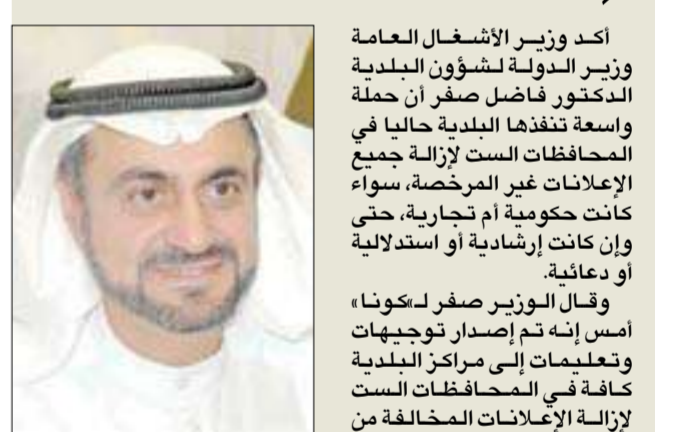 أكد وزير الأشغال العامة
وزير الدولة لشؤون البلدية
الدكتور فاضل صفر أن حملة
واسعة تنفذها البلدية حاليا في
المحافظات الست لإزالة جميع
الإعلانات غير المرخصة، سواء
كانت حكومية أم تجارية، حتى
وإن كانت إرشادية أو استدلالية
أو دعائية.
وقال الوزير صفر لـ«كونا»
أمس إنه تم إصدار توجيهات
وتعليمات إلى مراكز البلدية
كافة في المحافظات الست
لإزالة الإعلانات المخالفة من